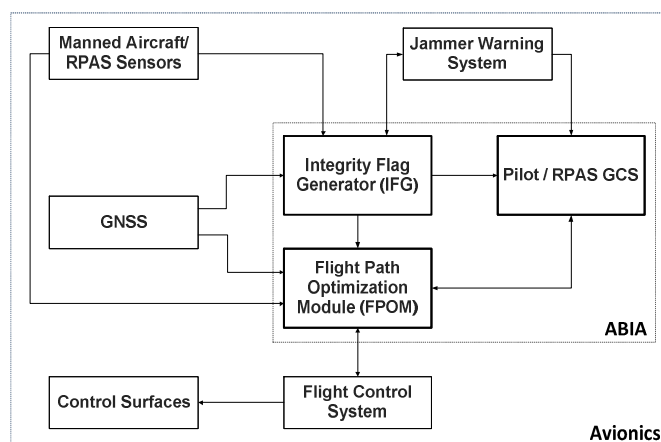 Manned Aircraft/
RPAS Sensors
Jammer Warning
System
Integrity Flag
Generator (IFG)
Pilot / RPAS GCS
GNSS
Flight Path
Optimization
Module (FPOM)
ABIA
Control Surfaces
Flight Control
System
Avionics